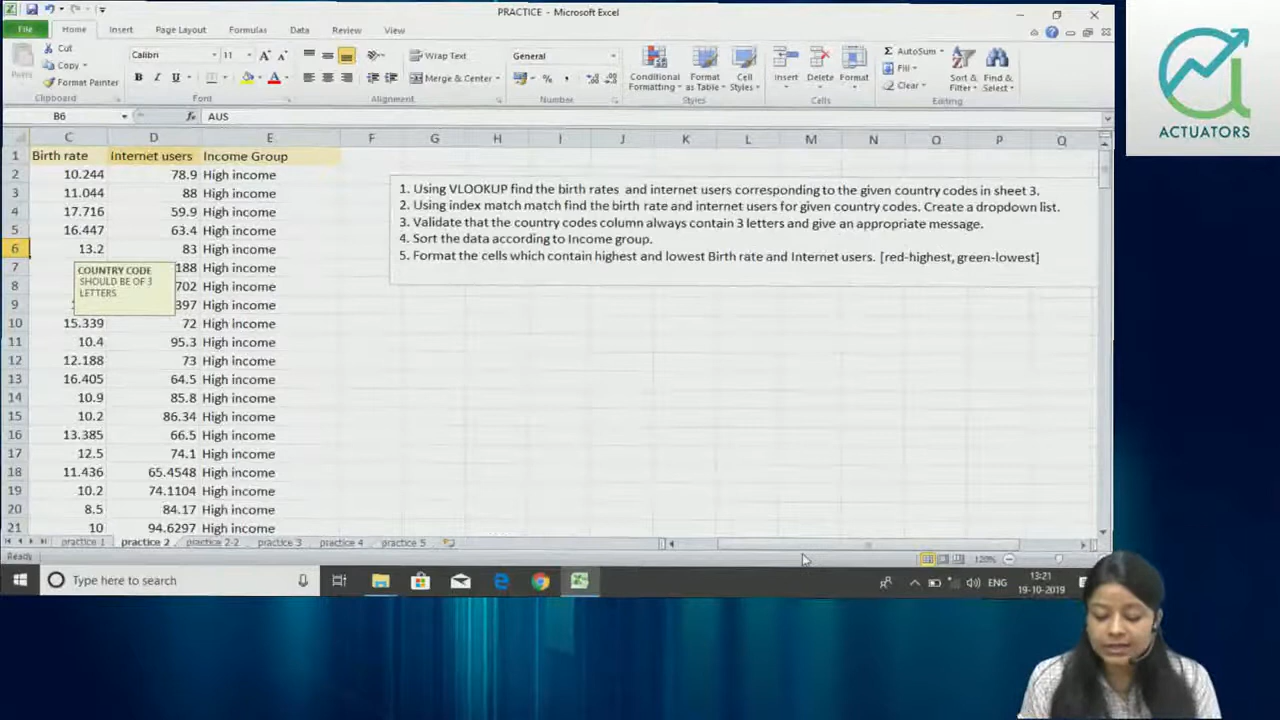 PRACTICE - Microsoft Excel
File Home Insert Page Layout Formulas Data Review View
Cut
Copy
Format Painter
Paste
Clipboard
Calibri 11
B I U
Font
Wrap Text
Merge & Center
Alignment
General
Number
Conditional Formatting
Format as Table
Cell Styles
Styles
Insert Delete Format
Cells
AutoSum
Fill
Clear
Sort & Filter
Find & Select
Editing
B6 fx AUS
C D E F G H I J K L M N O P Q
1 Birth rate Internet users Income Group
2 10.244 78.9 High income
3 11.044 88 High income
4 17.716 59.9 High income
5 16.447 63.4 High income
6 13.2 83 High income
7 188 High income
8 702 High income
9 397 High income
10 15.339 72 High income
11 10.4 95.3 High income
12 12.188 73 High income
13 16.405 64.5 High income
14 10.9 85.8 High income
15 10.2 86.34 High income
16 13.385 66.5 High income
17 12.5 74.1 High income
18 11.436 65.4548 High income
19 10.2 74.1104 High income
20 8.5 84.17 High income
21 10 94.6297 High income
COUNTRY CODE
SHOULD BE OF 3
LETTERS
1. Using VLOOKUP find the birth rates and internet users corresponding to the given country codes in sheet 3.
2. Using index match match find the birth rate and internet users for given country codes. Create a dropdown list.
3. Validate that the country codes column always contain 3 letters and give an appropriate message.
4. Sort the data according to Income group.
5. Format the cells which contain highest and lowest Birth rate and Internet users. [red-highest, green-lowest]
practice 1 practice 2 practice 2-2 practice 3 practice 4 practice 5
Ready
120%
Type here to search
ENG
13:21
19-10-2019
ACTUATORS